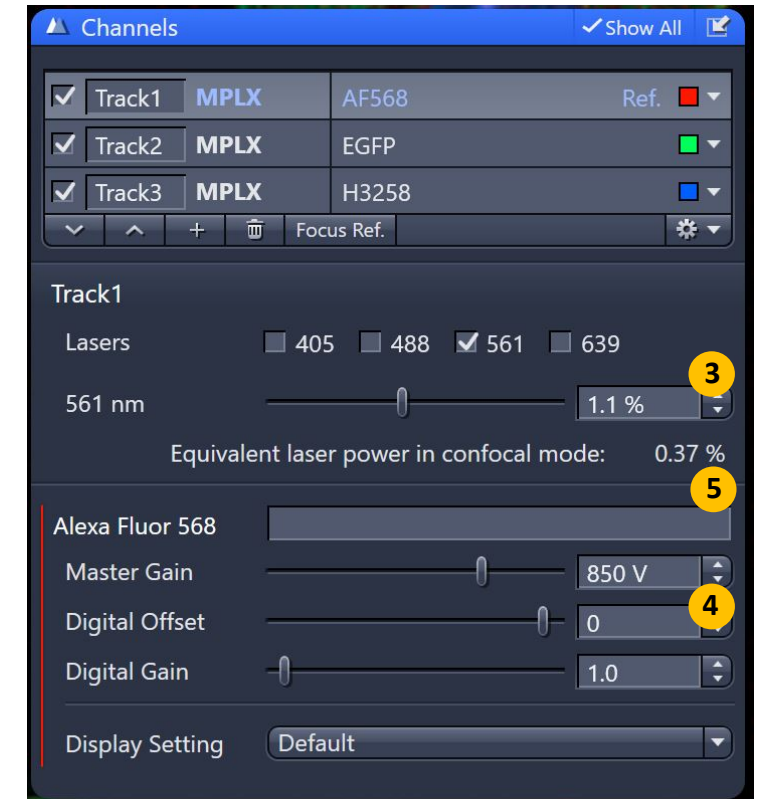 Channels Show All
Track1 MPLX AF568 Ref.
Track2 MPLX EGFP
Track3 MPLX H3258
+ Focus Ref.
Track1
Lasers 405 488 561 639
3
561 nm 1.1 %
Equivalent laser power in confocal mode: 0.37 %
5
Alexa Fluor 568
Master Gain 850 V
4
Digital Offset 0
Digital Gain 1.0
Display Setting Default